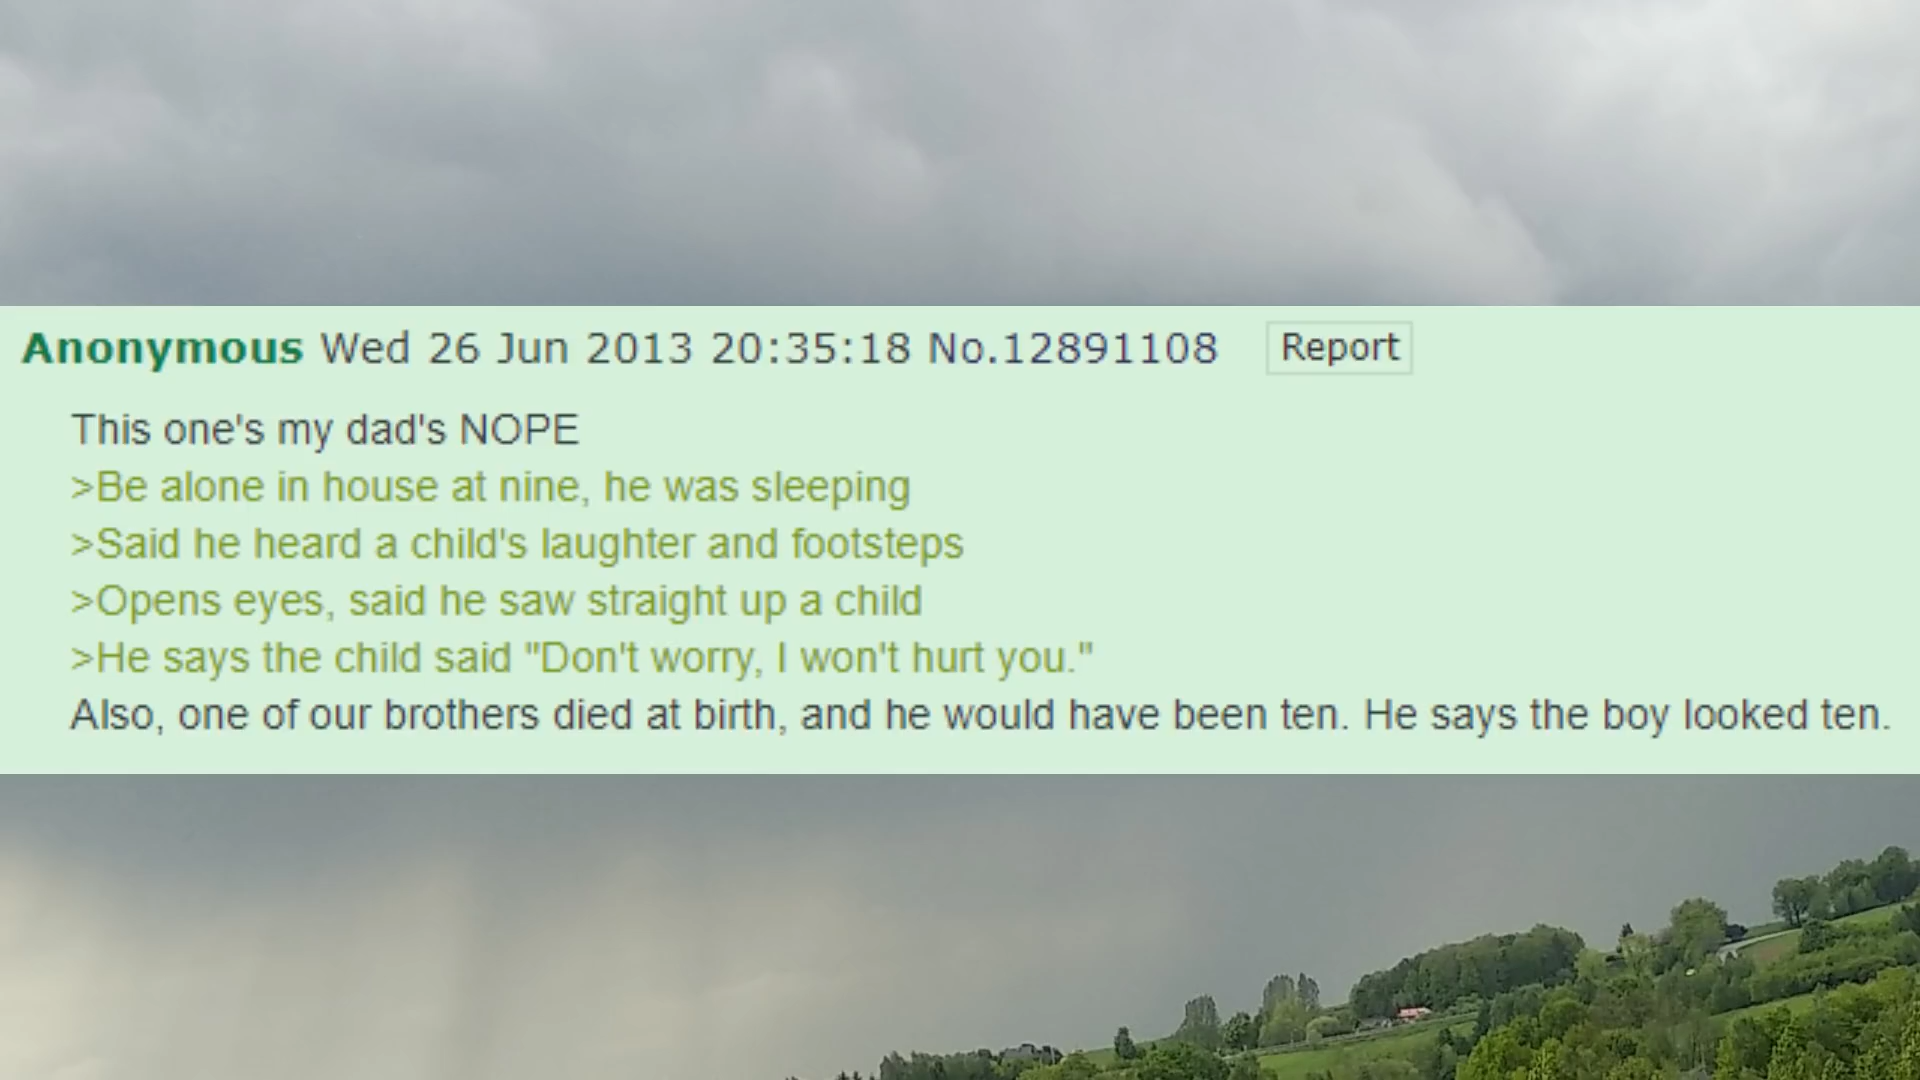 Anonymous Wed 26 Jun 2013 20:35:18 No.12891108 Report
This one's my dad's NOPE
>Be alone in house at nine, he was sleeping
>Said he heard a child's laughter and footsteps
>Opens eyes, said he saw straight up a child
>He says the child said "Don't worry, I won't hurt you."
Also, one of our brothers died at birth, and he would have been ten. He says the boy looked ten.